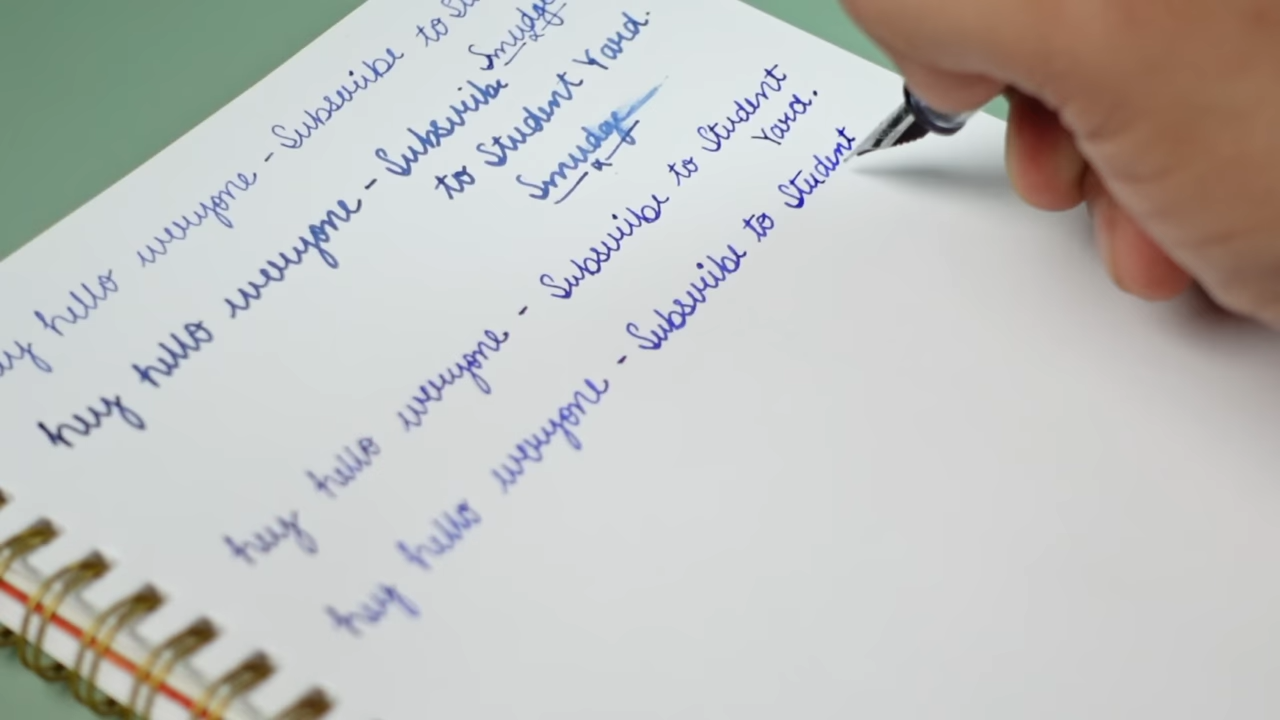 hey hello everyone - Subscribe to
Smudge
hey hello everyone - Subscribe
to Student Yard.
Smudge
hey hello everyone - Subscribe to Student
Yard.
hey hello everyone - Subscribe to Student